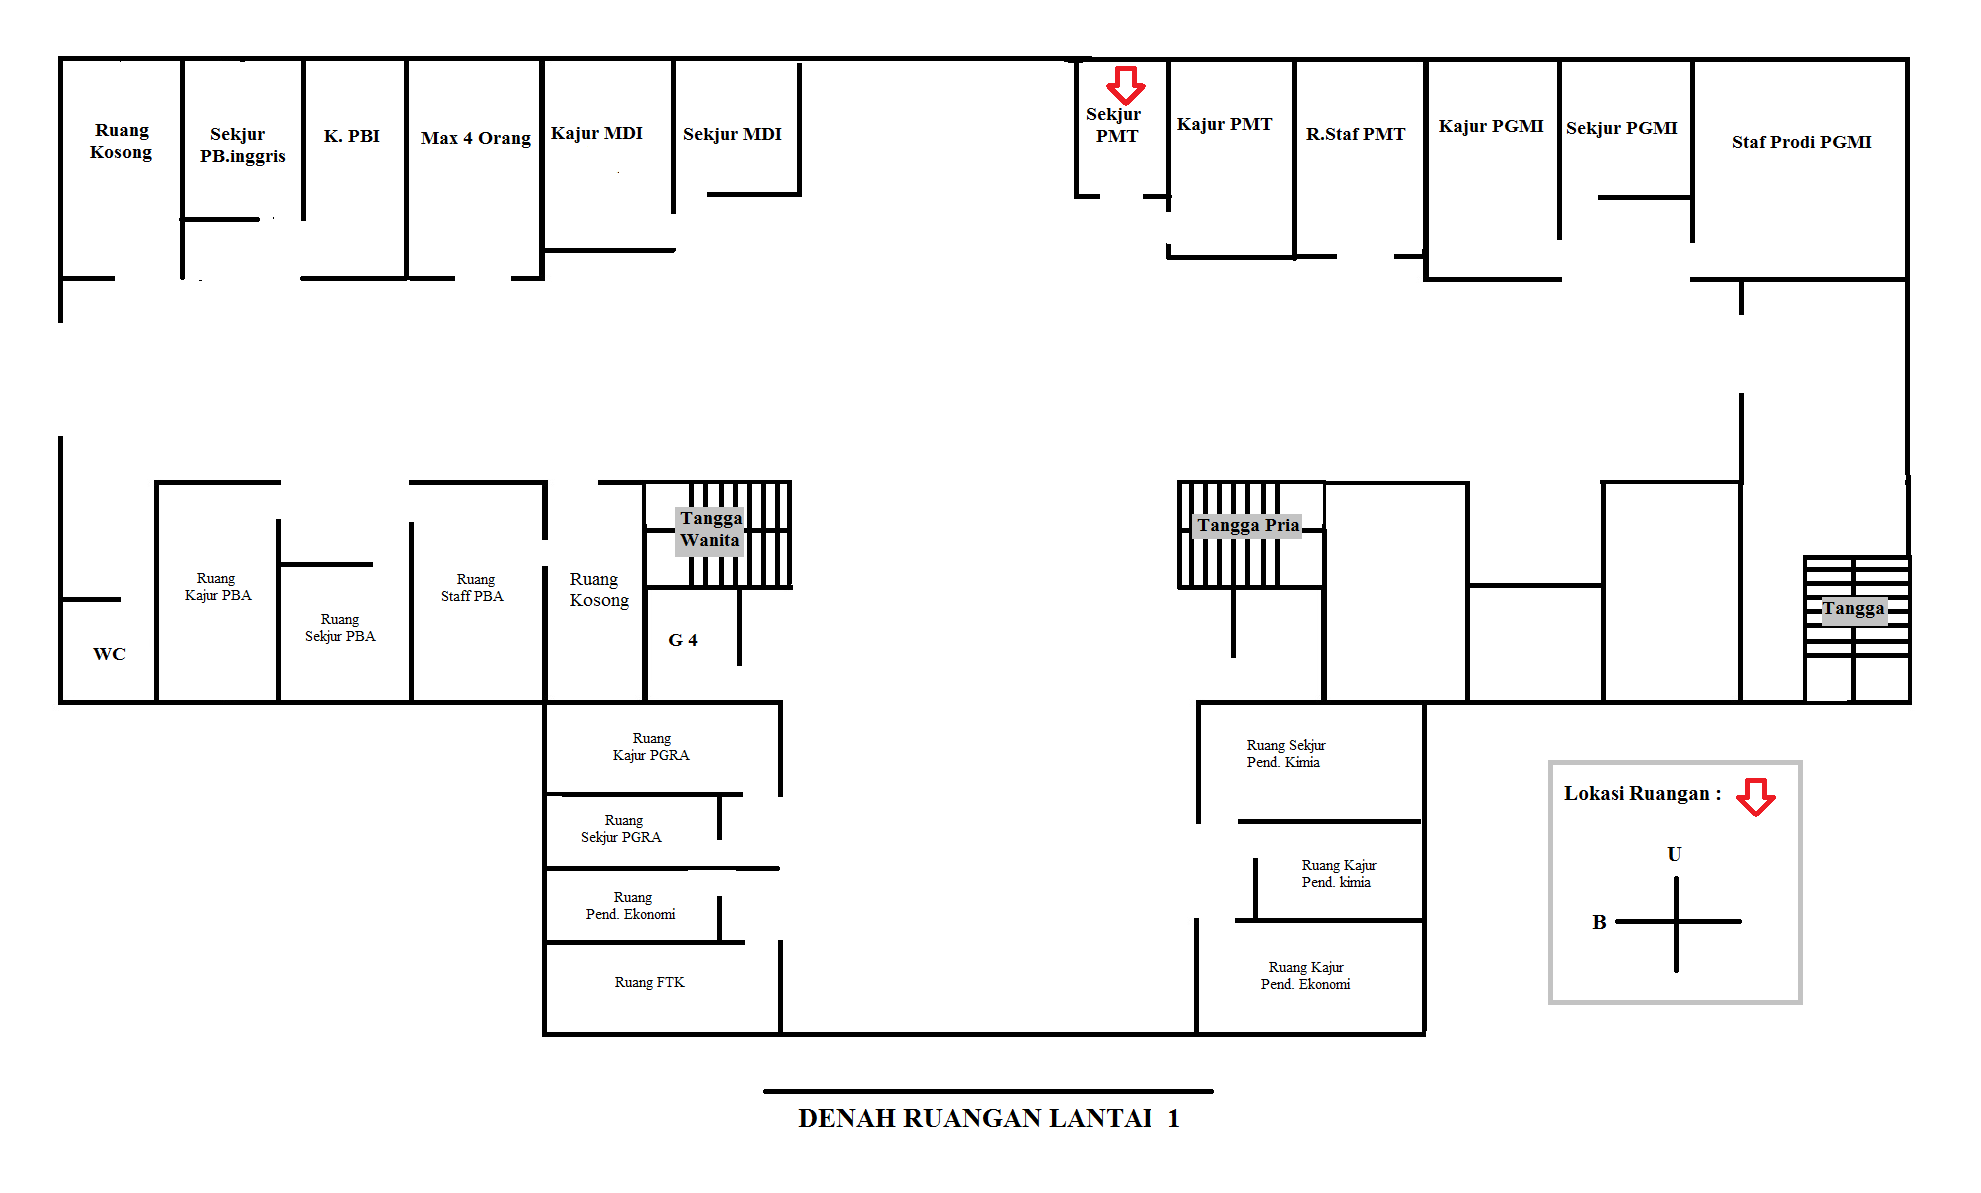 Ruang
Kosong
Sekjur
PB.inggris
K. PBI
Max 4 Orang
Kajur MDI
Sekjur MDI
Sekjur
PMT
Kajur PMT
R.Staf PMT
Kajur PGMI
Sekjur PGMI
Staf Prodi PGMI
Tangga
Wanita
Tangga Pria
Ruang
Kajur PBA
Ruang
Sekjur PBA
Ruang
Staff PBA
Ruang
Kosong
Tangga
WC
G 4
Ruang
Kajur PGRA
Ruang
Sekjur PGRA
Ruang
Pend. Ekonomi
Ruang FTK
Ruang Sekjur
Pend. Kimia
Ruang Kajur
Pend. kimia
Ruang Kajur
Pend. Ekonomi
Lokasi Ruangan :
U
B
DENAH RUANGAN LANTAI 1